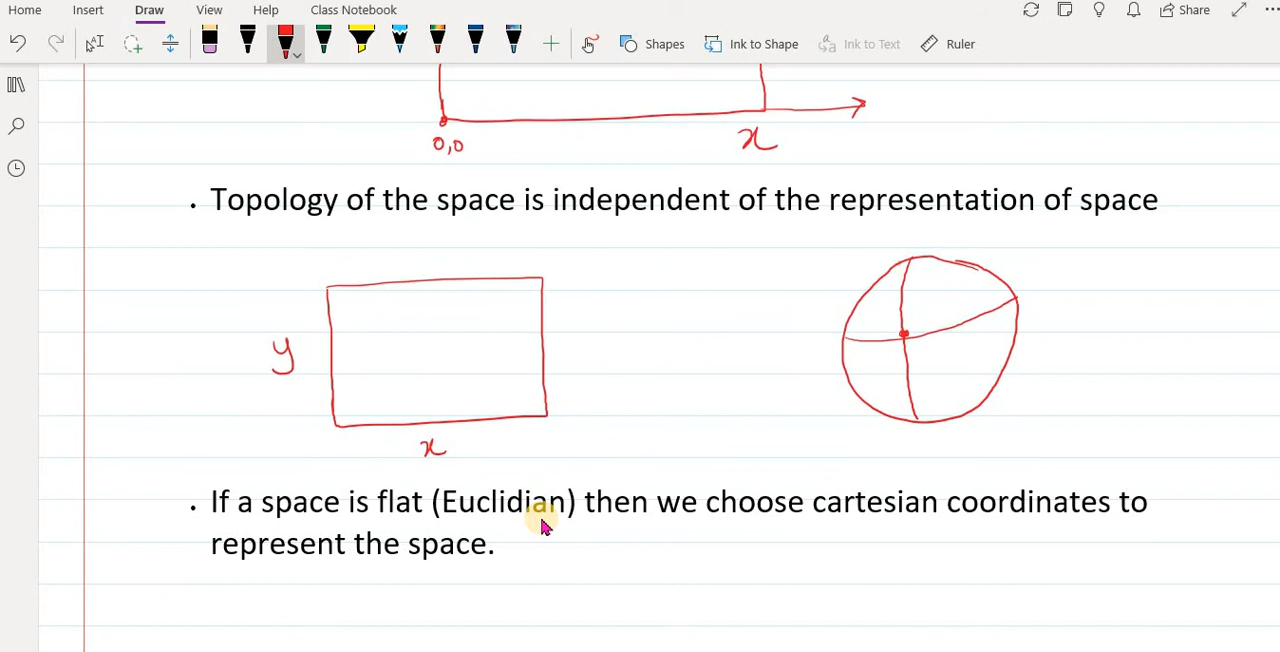 Home Insert Draw View Help Class Notebook Share
Shapes Ink to Shape Ink to Text Ruler
0,0
x
. Topology of the space is independent of the representation of space
y
x
. If a space is flat (Euclidian) then we choose cartesian coordinates to
represent the space.